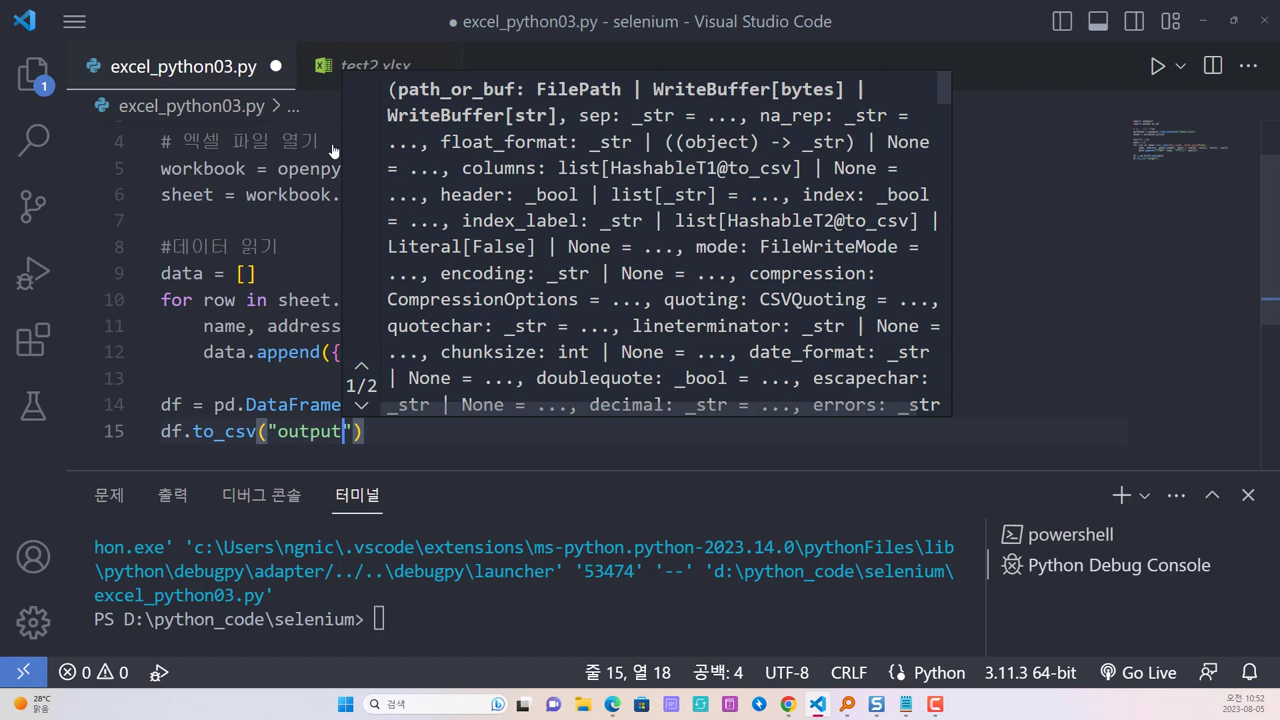 excel_python03.py - selenium - Visual Studio Code
excel_python03.py
test2.xlsx
excel_python03.py > ...
4 # 엑셀 파일 열기
5 workbook = openpy
6 sheet = workbook.
7
8 #데이터 읽기
9 data = []
10 for row in sheet.
11 name, address
12 data.append({
13
14 df = pd.DataFrame
15 df.to_csv("output")
(path_or_buf: FilePath | WriteBuffer[bytes] |
WriteBuffer[str], sep: _str = ..., na_rep: _str =
..., float_format: _str | ((object) -> _str) | None
= ..., columns: list[HashableT1@to_csv] | None =
..., header: _bool | list[_str] = ..., index: _bool
= ..., index_label: _str | list[HashableT2@to_csv] |
Literal[False] | None = ..., mode: FileWriteMode =
..., encoding: _str | None = ..., compression:
CompressionOptions = ..., quoting: CSVQuoting = ...,
quotechar: _str = ..., lineterminator: _str | None =
..., chunksize: int | None = ..., date_format: _str
| None = ..., doublequote: _bool = ..., escapechar:
_str | None = ..., decimal: _str = ..., errors: _str
1/2
1
문제 출력 디버그 콘솔 터미널
hon.exe' 'c:\Users\ngnic\.vscode\extensions\ms-python.python-2023.14.0\pythonFiles\lib
\python\debugpy\adapter/../..\debugpy\launcher' '53474' '--' 'd:\python_code\selenium\
excel_python03.py'
PS D:\python_code\selenium>
powershell
Python Debug Console
0 0 줄 15, 열 18 공백: 4 UTF-8 CRLF Python 3.11.3 64-bit Go Live
28°C
맑음
검색
오전 10:52
2023-08-05